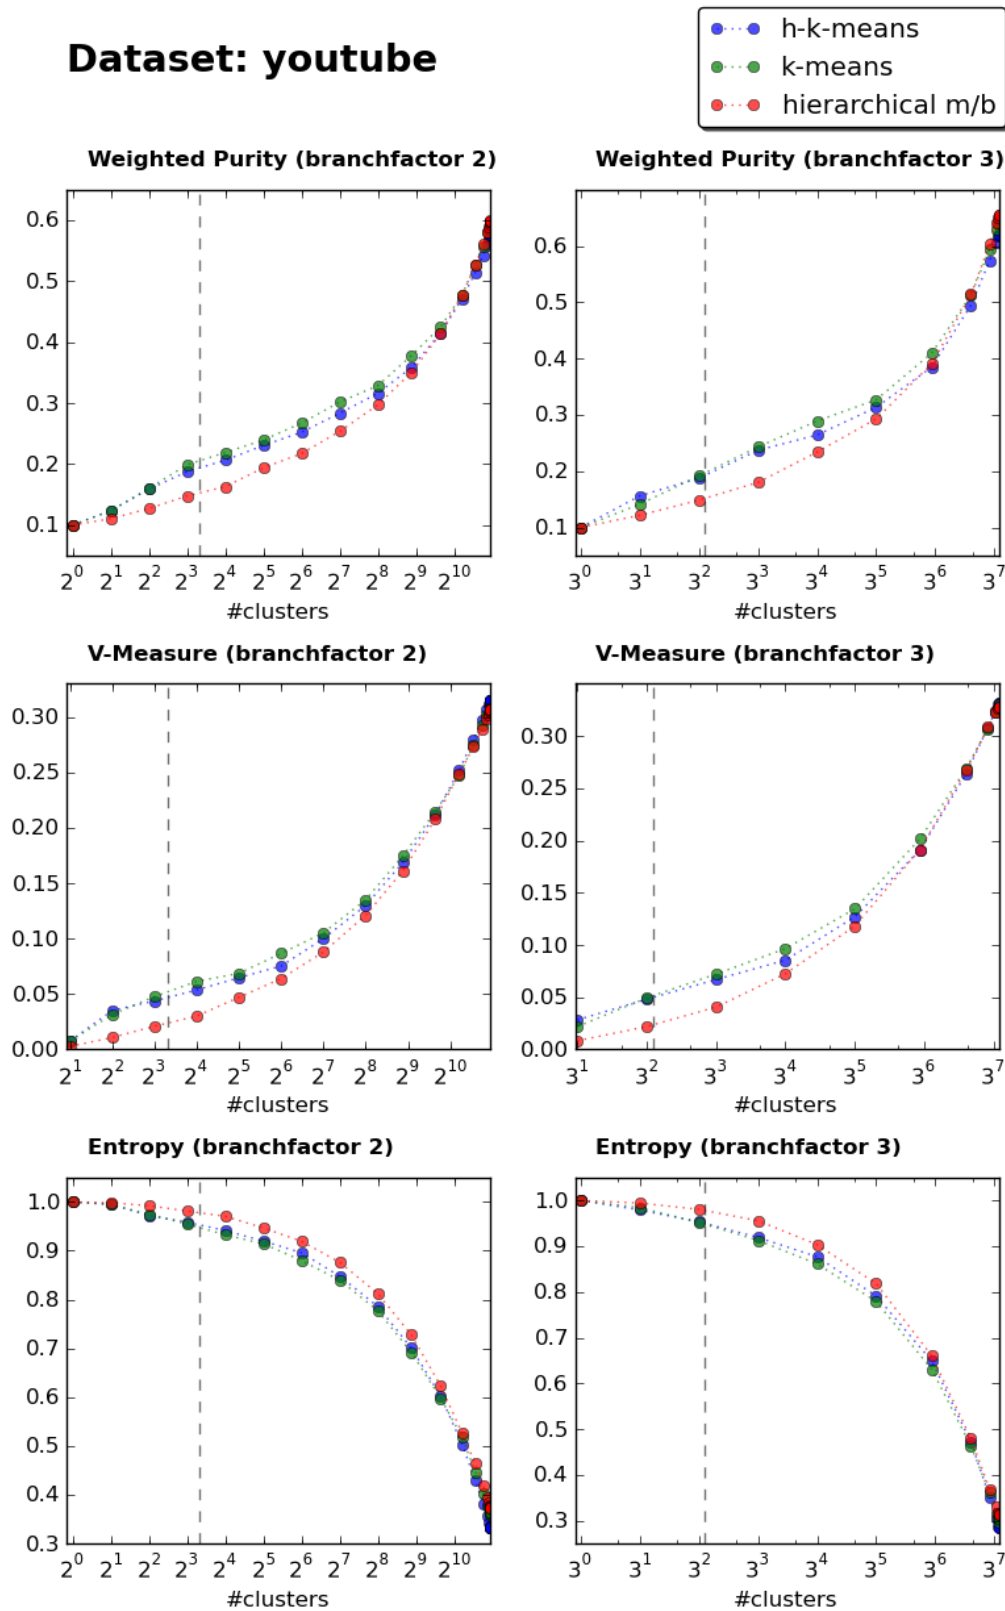 Dataset: youtube
h-k-means
k-means
hierarchical m/b
Weighted Purity (branchfactor 2)
0.6
0.5
0.4
0.3
0.2
0.1
2^0 2^1 2^2 2^3 2^4 2^5 2^6 2^7 2^8 2^9 2^10
#clusters
Weighted Purity (branchfactor 3)
0.6
0.5
0.4
0.3
0.2
0.1
3^0 3^1 3^2 3^3 3^4 3^5 3^6 3^7
#clusters
V-Measure (branchfactor 2)
0.30
0.25
0.20
0.15
0.10
0.05
0.00
2^1 2^2 2^3 2^4 2^5 2^6 2^7 2^8 2^9 2^10
#clusters
V-Measure (branchfactor 3)
0.30
0.25
0.20
0.15
0.10
0.05
0.00
3^1 3^2 3^3 3^4 3^5 3^6 3^7
#clusters
Entropy (branchfactor 2)
1.0
0.9
0.8
0.7
0.6
0.5
0.4
0.3
2^0 2^1 2^2 2^3 2^4 2^5 2^6 2^7 2^8 2^9 2^10
#clusters
Entropy (branchfactor 3)
1.0
0.9
0.8
0.7
0.6
0.5
0.4
0.3
3^0 3^1 3^2 3^3 3^4 3^5 3^6 3^7
#clusters